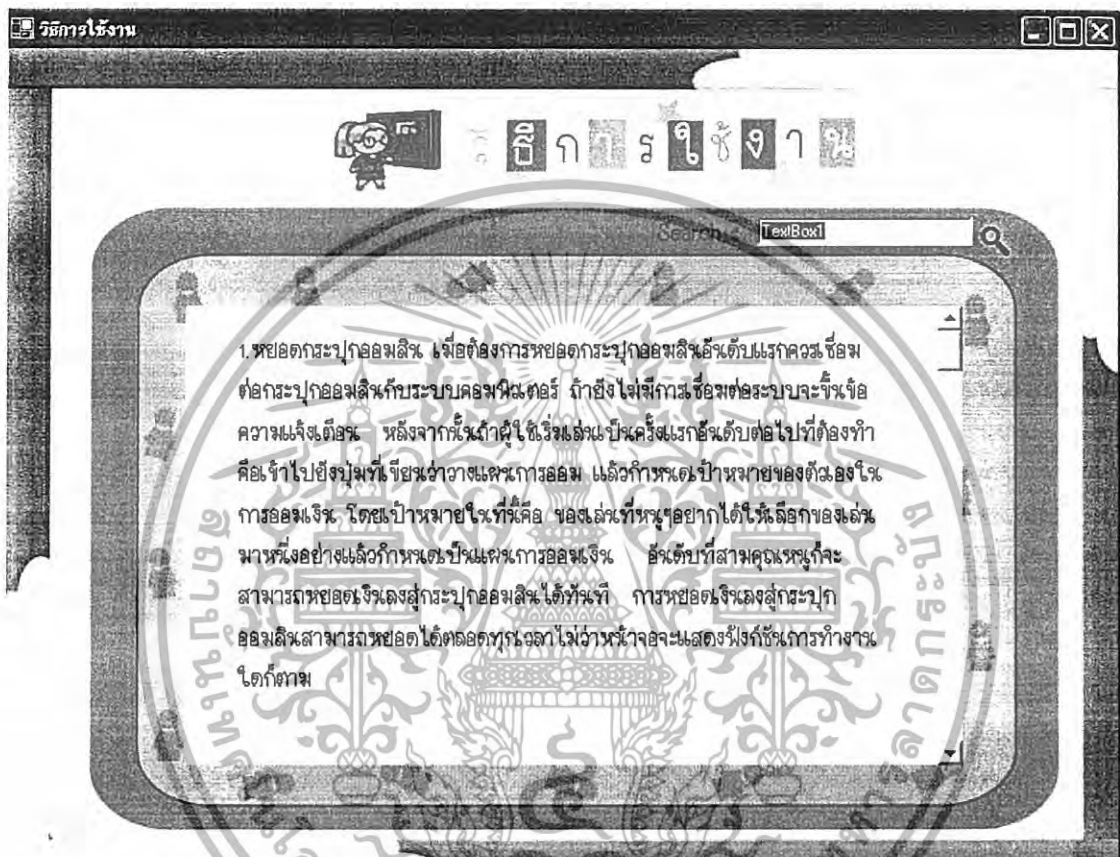 วิธีการใช้งาน
วิธีการใช้งาน
Search : TextBox1
1. หยอดกระปุกออมสิน เมื่อต้องการหยอดกระปุกออมสินอันดับแรกควรเชื่อม
ต่อกระปุกออมสินกับระบบคอมพิวเตอร์ ถ้ายังไม่มีการเชื่อมต่อระบบจะขึ้นข้อ
ความแจ้งเตือน หลังจากนั้นถ้าผู้ใช้เริ่มเล่นเป็นครั้งแรกอันดับต่อไปที่ต้องทำ
คือเข้าไปยังปุ่มที่เขียนว่าวางแผนการออม แล้วกำหนดเป้าหมายของตัวเองใน
การออมเงิน โดยเป้าหมายในที่นี้คือ ของเล่นที่หนูๆอยากได้ให้เลือกของเล่น
มาหนึ่งอย่างแล้วกำหนดเป็นแผนการออมเงิน อันดับที่สามคุณหนูก็จะ
สามารถหยอดเงินลงสู่กระปุกออมสินได้ทันที การหยอดเงินลงสู่กระปุก
ออมสินสามารถหยอดได้ตลอดทุกเวลาไม่ว่าหน้าจอจะแสดงฟังก์ชันการทำงาน
ใดก็ตาม